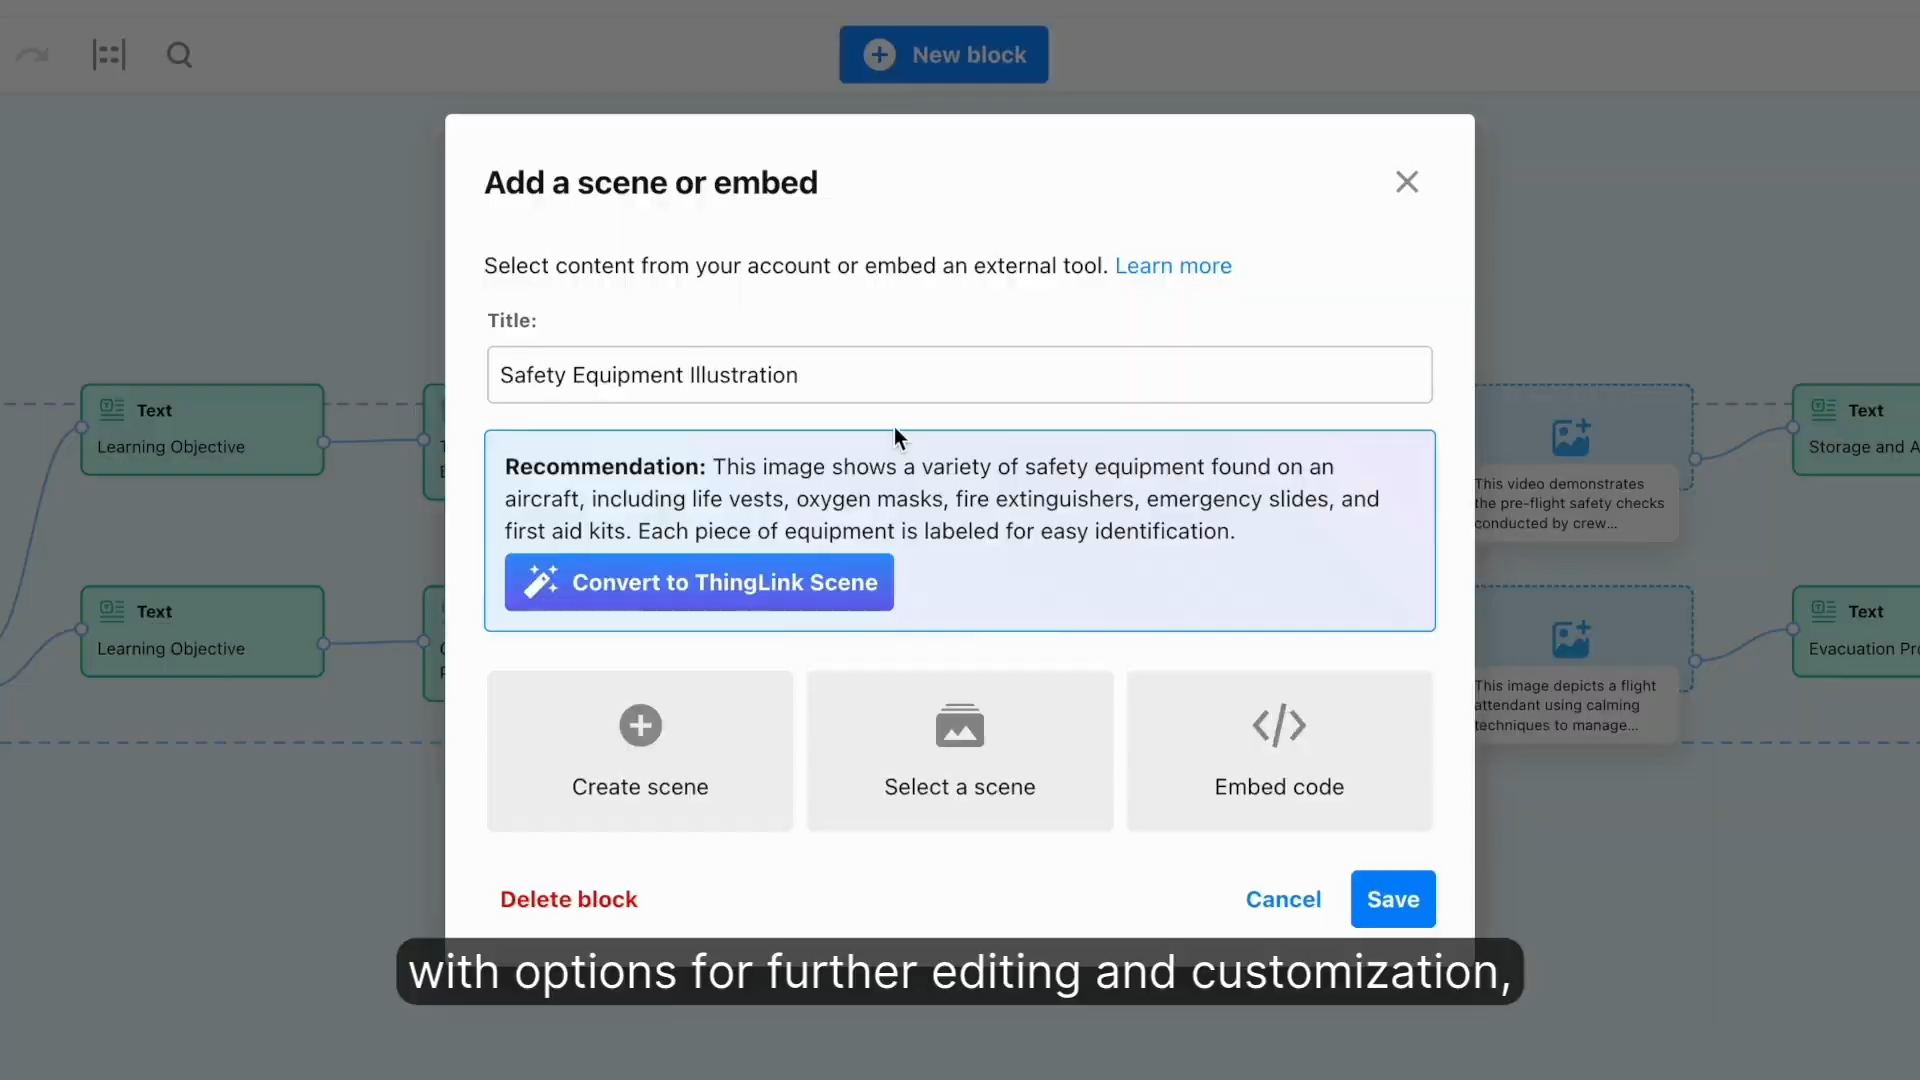 New block
Add a scene or embed
Select content from your account or embed an external tool. Learn more
Title:
Safety Equipment Illustration
Recommendation: This image shows a variety of safety equipment found on an
aircraft, including life vests, oxygen masks, fire extinguishers, emergency slides, and
first aid kits. Each piece of equipment is labeled for easy identification.
Convert to ThingLink Scene
Create scene
Select a scene
Embed code
Delete block
Cancel
Save
Text
Learning Objective
Text
Learning Objective
This video demonstrates
the pre-flight safety checks
conducted by crew...
This image depicts a flight
attendant using calming
techniques to manage...
Text
Storage and A
Text
Evacuation Pro
with options for further editing and customization,